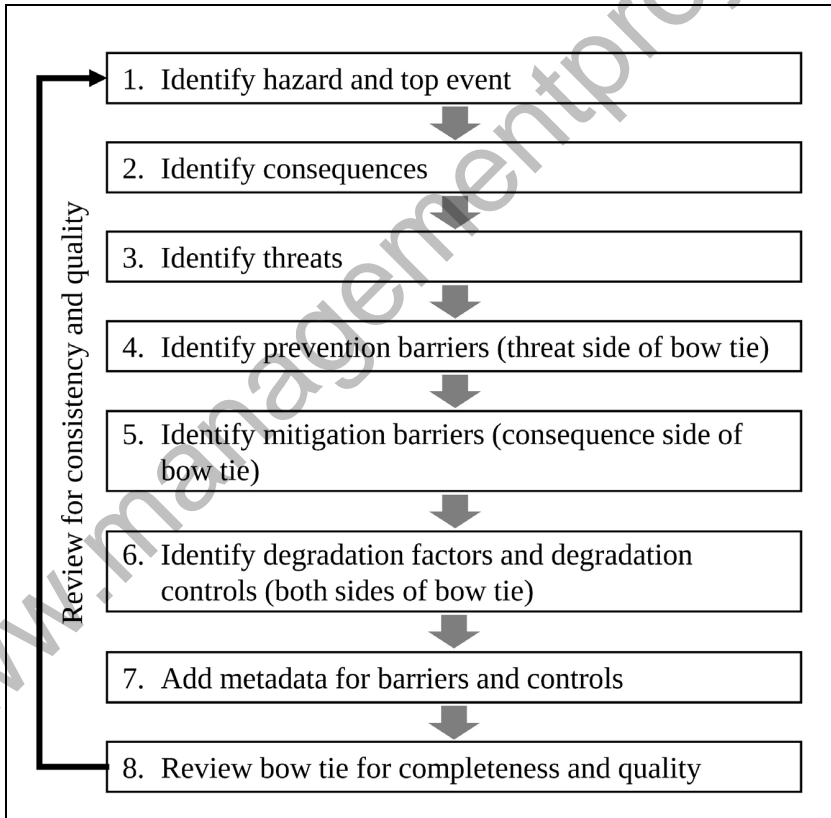 1. Identify hazard and top event
2. Identify consequences
3. Identify threats
4. Identify prevention barriers (threat side of bow tie)
5. Identify mitigation barriers (consequence side of
bow tie)
6. Identify degradation factors and degradation
controls (both sides of bow tie)
7. Add metadata for barriers and controls
8. Review bow tie for completeness and quality
Review for consistency and quality